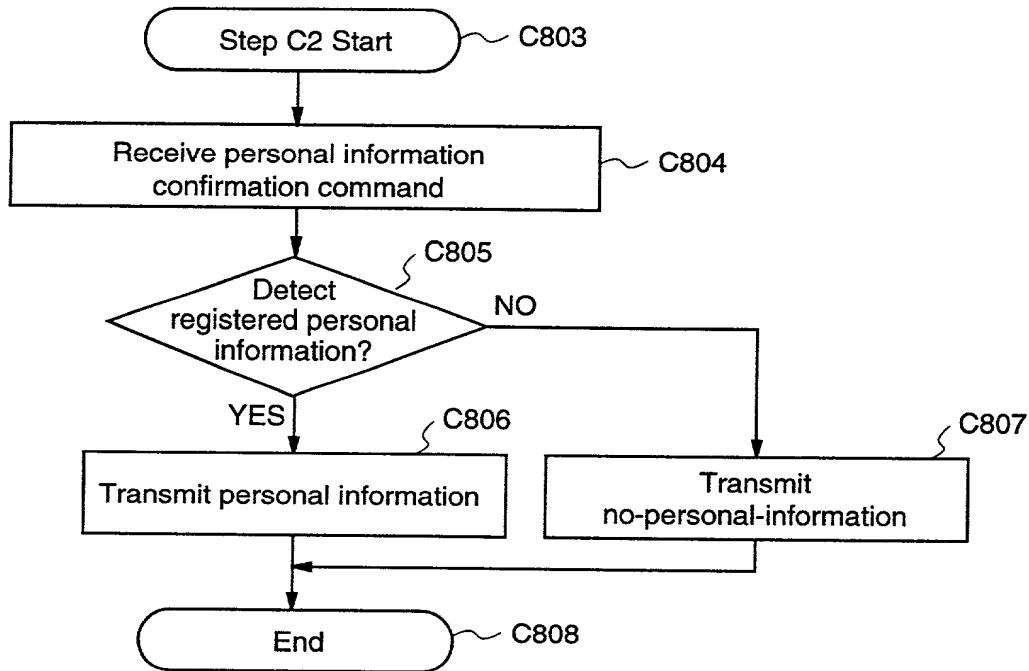 Step C2 Start
C803
Receive personal information
confirmation command
C804
C805
Detect
registered personal
information?
NO
YES
C806
C807
Transmit personal information
Transmit
no-personal-information
End
C808